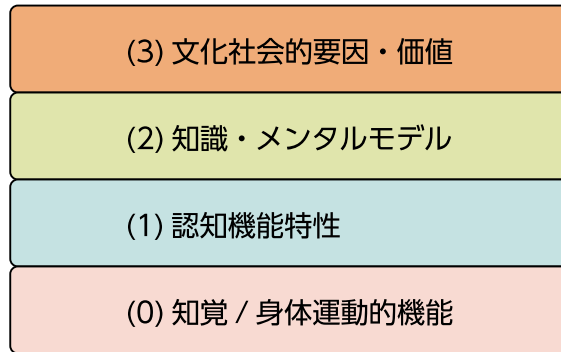 (3) 文化社会的要因・価値
(2) 知識・メンタルモデル
(1) 認知機能特性
(0) 知覚 / 身体運動的機能